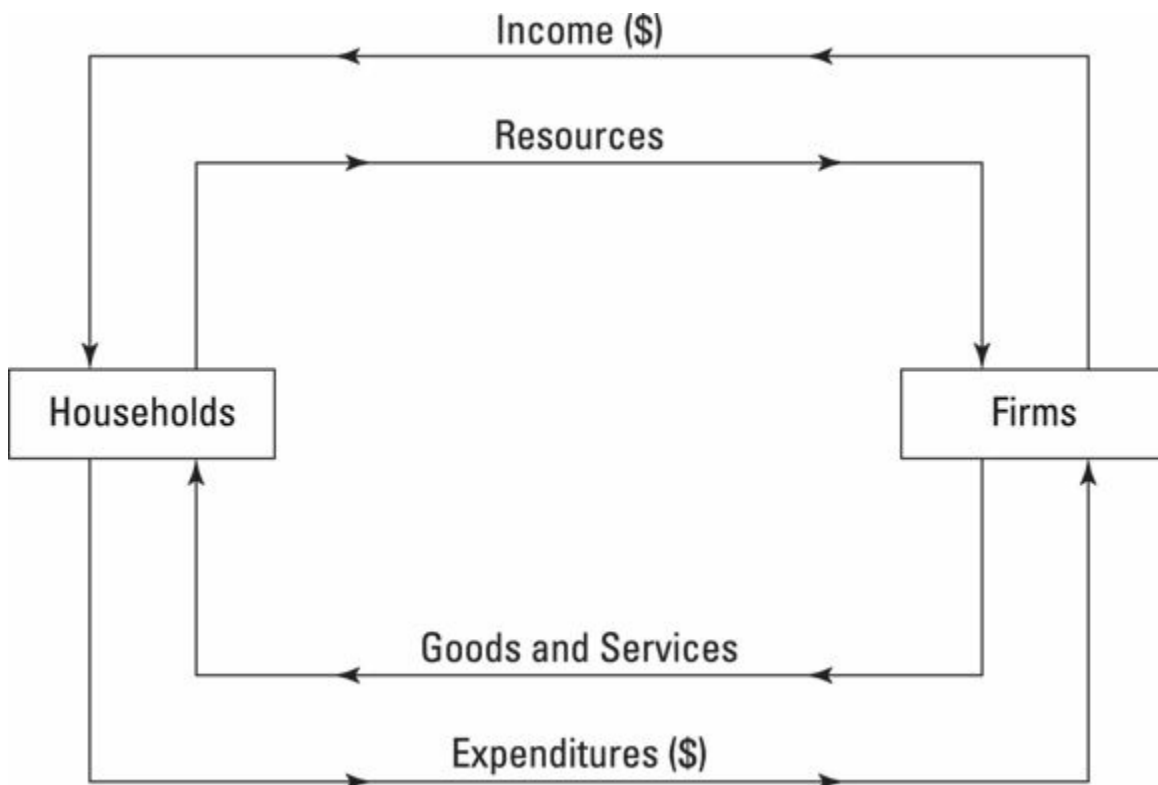 Income ($)
Resources
Households
Firms
Goods and Services
Expenditures ($)